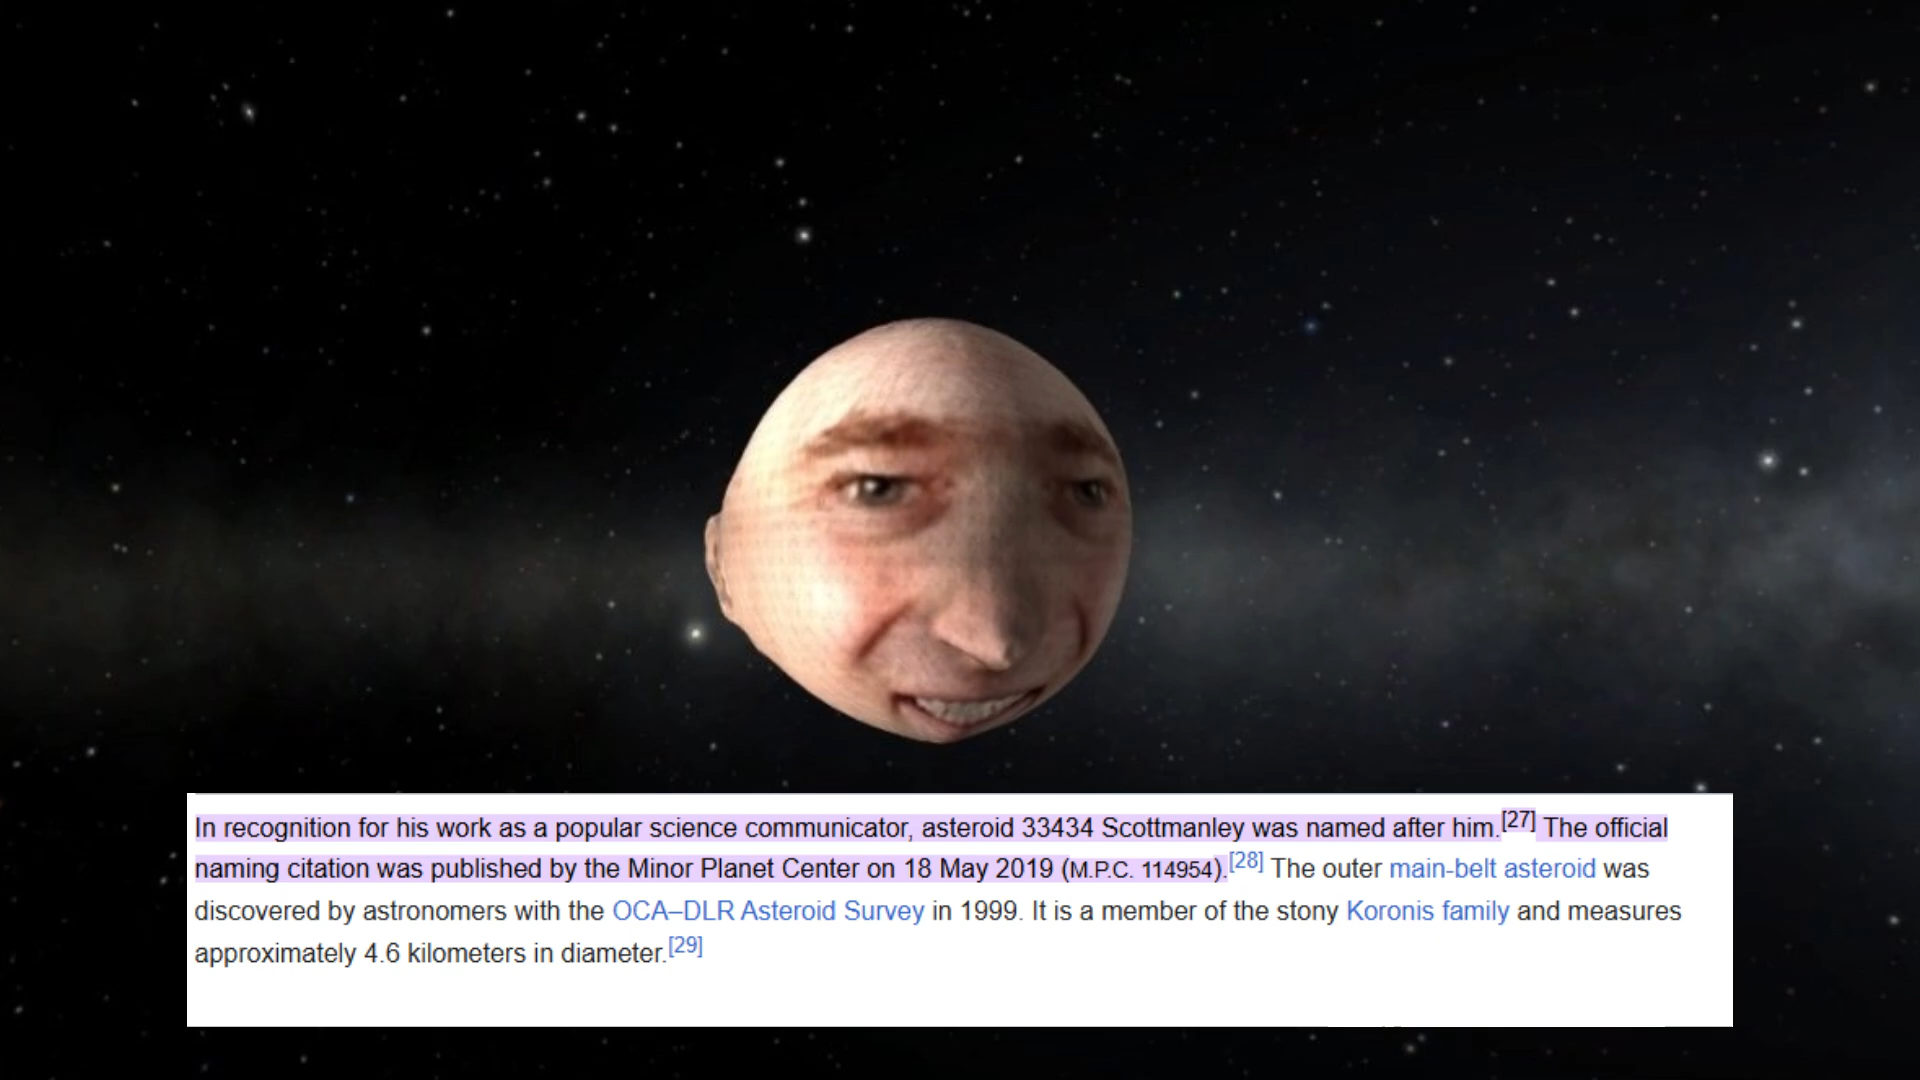 In recognition for his work as a popular science communicator, asteroid 33434 Scottmanley was named after him.[27] The official
naming citation was published by the Minor Planet Center on 18 May 2019 (M.P.C. 114954).[28] The outer main-belt asteroid was
discovered by astronomers with the OCA–DLR Asteroid Survey in 1999. It is a member of the stony Koronis family and measures
approximately 4.6 kilometers in diameter.[29]